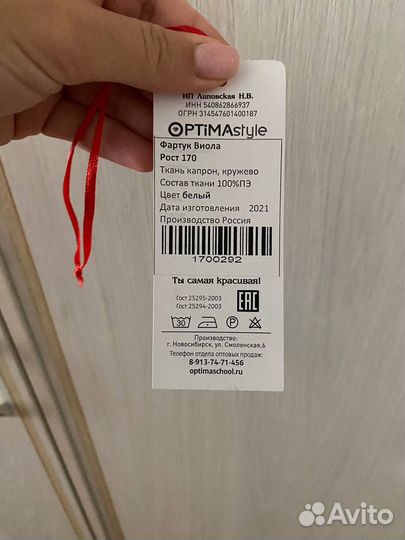 ИП Липовская Н.В.
ИНН 540862866937
ОГРН 314547601400187
OPTiMAstyle
Фартук Виола
Рост 170
Ткань капрон, кружево
Состав ткани 100%ПЭ
Цвет белый
Дата изготовления 2021
Производство Россия
1700292
Ты самая красивая!
Гост 25295-2003
Гост 25294-2003
EAC
30
P
Производство:
г. Новосибирск, ул. Смоленская,6
Телефон отдела оптовых продаж:
8-913-74-71-456
optimaschool.ru
Avito